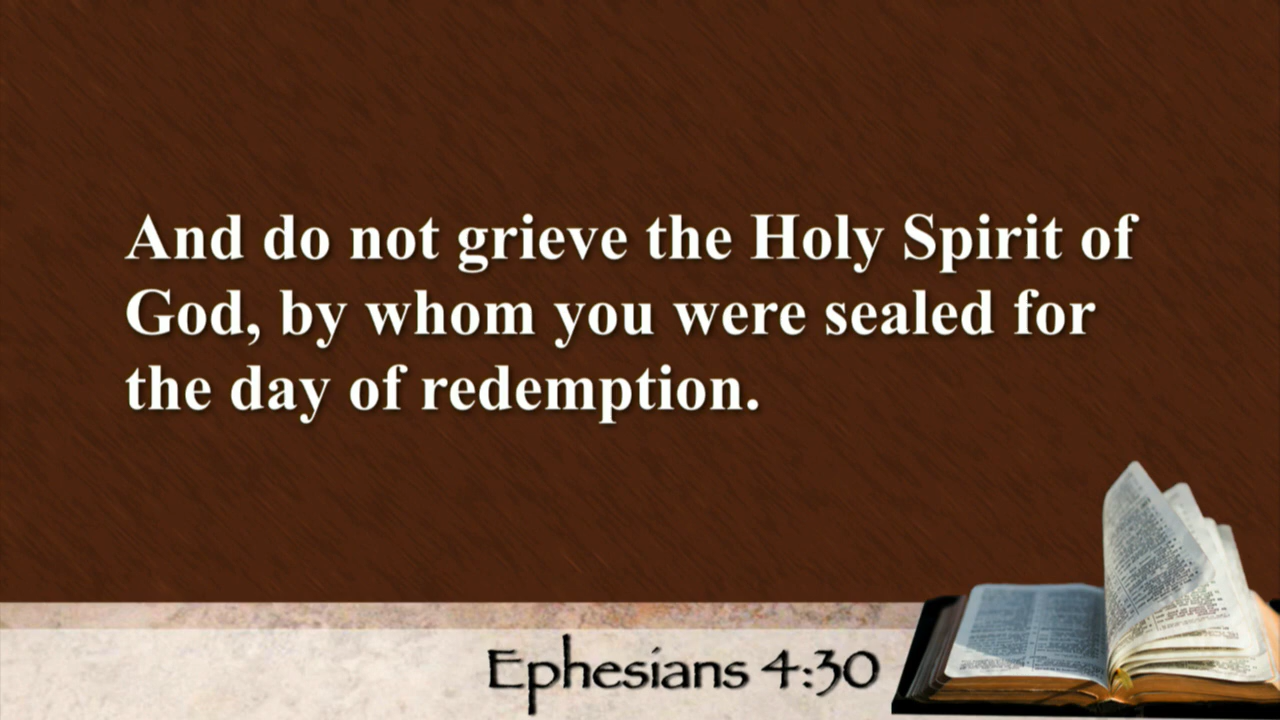 And do not grieve the Holy Spirit of
God, by whom you were sealed for
the day of redemption.
Ephesians 4:30